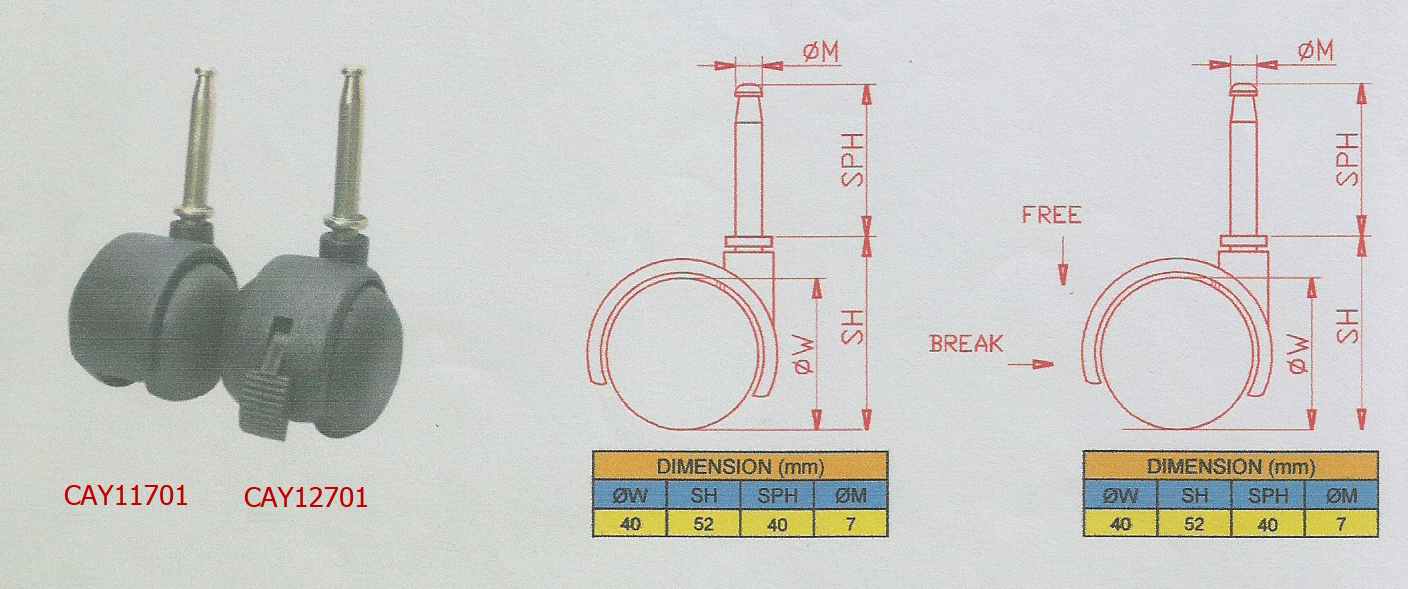 CAY11701
CAY12701
ØM
SPH
SH
ØW
DIMENSION (mm)
ØW SH SPH ØM
40 52 40 7
FREE
BREAK
ØM
SPH
SH
ØW
DIMENSION (mm)
ØW SH SPH ØM
40 52 40 7